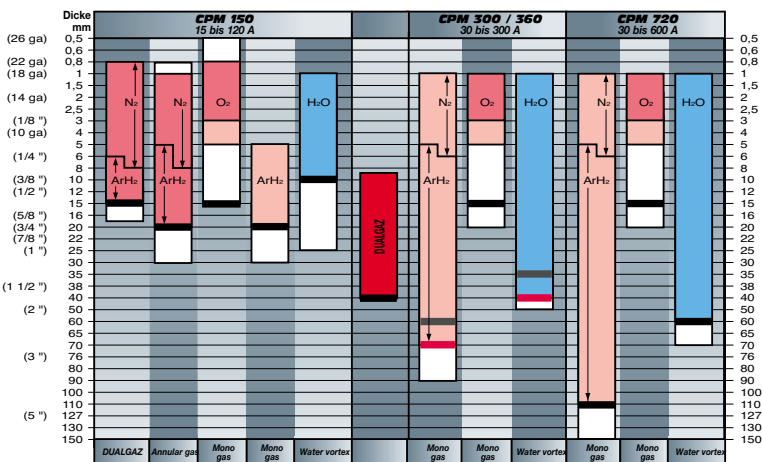 Dicke
mm
CPM 150
15 bis 120 A
CPM 300 / 360
30 bis 300 A
CPM 720
30 bis 600 A
(26 ga) 0,5 0,5
0,6 0,6
(22 ga) 0,8 0,8
(18 ga) 1 1
1,5 1,5
(14 ga) 2 2
2,5 2,5
(1/8 ") 3 3
(10 ga) 4 4
5 5
(1/4 ") 6 6
8 8
(3/8 ") 10 10
(1/2 ") 12 12
15 15
(5/8 ") 16 16
(3/4 ") 20 20
(7/8 ") 22 22
(1 ") 25 25
30 30
35 35
(1 1/2 ") 38 38
40 40
(2 ") 50 50
60 60
65 65
70 70
(3 ") 76 76
80 80
90 90
100 100
110 110
(5 ") 127 127
130 130
150 150
N₂ N₂ O₂ H₂O N₂ O₂ H₂O N₂ O₂ H₂O
ArH₂ ArH₂ ArH₂ ArH₂ ArH₂
DUALGAZ
DUALGAZ
Annular gas
Mono
gas
Mono
gas
Water vortex
Mono
gas
Mono
gas
Water vortex
Mono
gas
Mono
gas
Water vortex